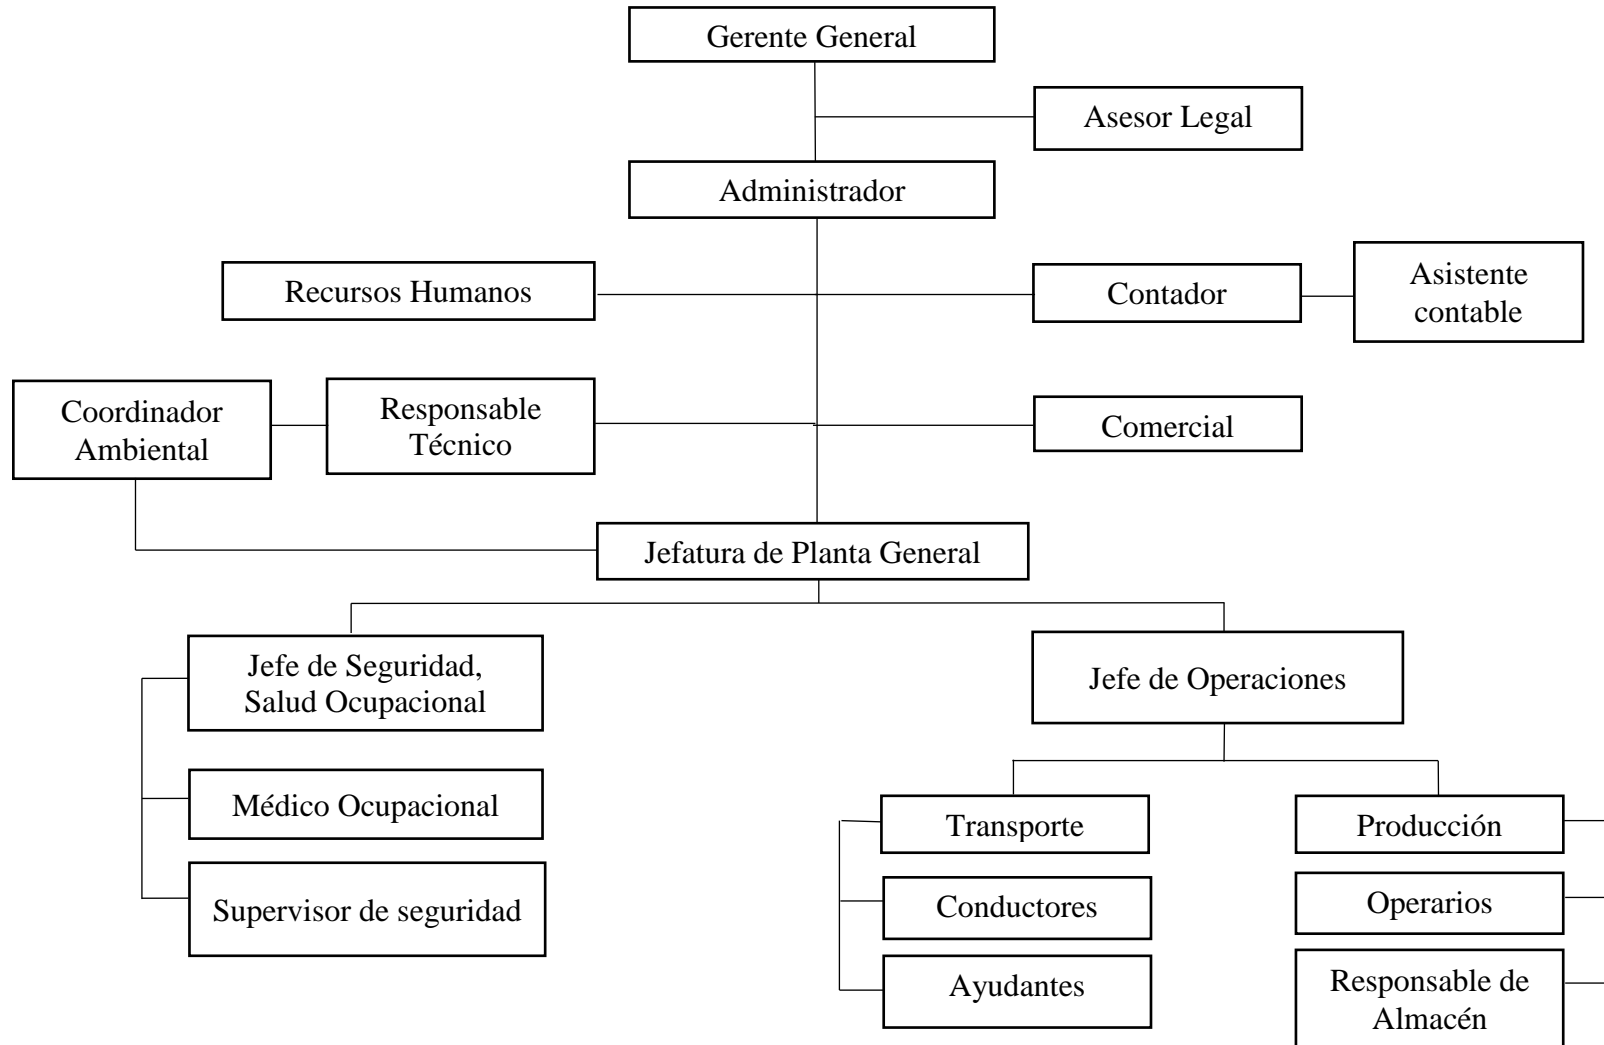 Gerente General
Asesor Legal
Administrador
Recursos Humanos
Contador
Asistente
contable
Coordinador
Ambiental
Responsable
Técnico
Comercial
Jefatura de Planta General
Jefe de Seguridad,
Salud Ocupacional
Jefe de Operaciones
Médico Ocupacional
Supervisor de seguridad
Transporte
Conductores
Ayudantes
Producción
Operarios
Responsable de
Almacén